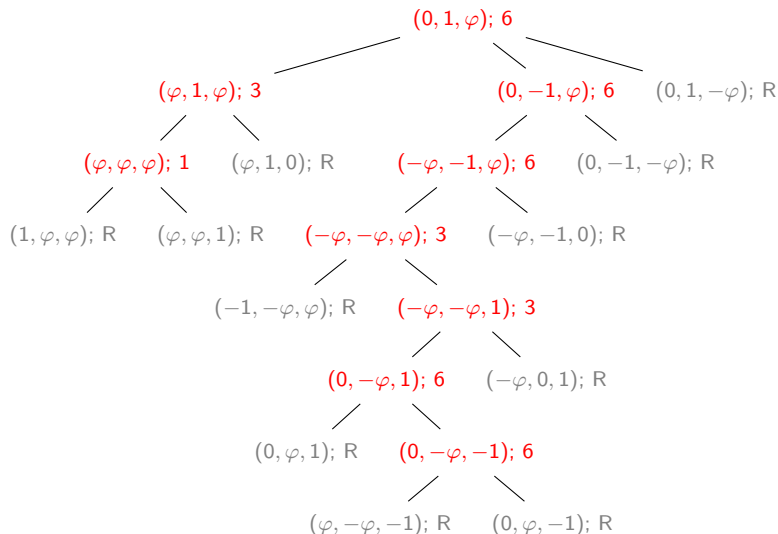 (0, 1, φ); 6
(φ, 1, φ); 3 (0, −1, φ); 6 (0, 1, −φ); R
(φ, φ, φ); 1 (φ, 1, 0); R (−φ, −1, φ); 6 (0, −1, −φ); R
(1, φ, φ); R (φ, φ, 1); R (−φ, −φ, φ); 3 (−φ, −1, 0); R
(−1, −φ, φ); R (−φ, −φ, 1); 3
(0, −φ, 1); 6 (−φ, 0, 1); R
(0, φ, 1); R (0, −φ, −1); 6
(φ, −φ, −1); R (0, φ, −1); R